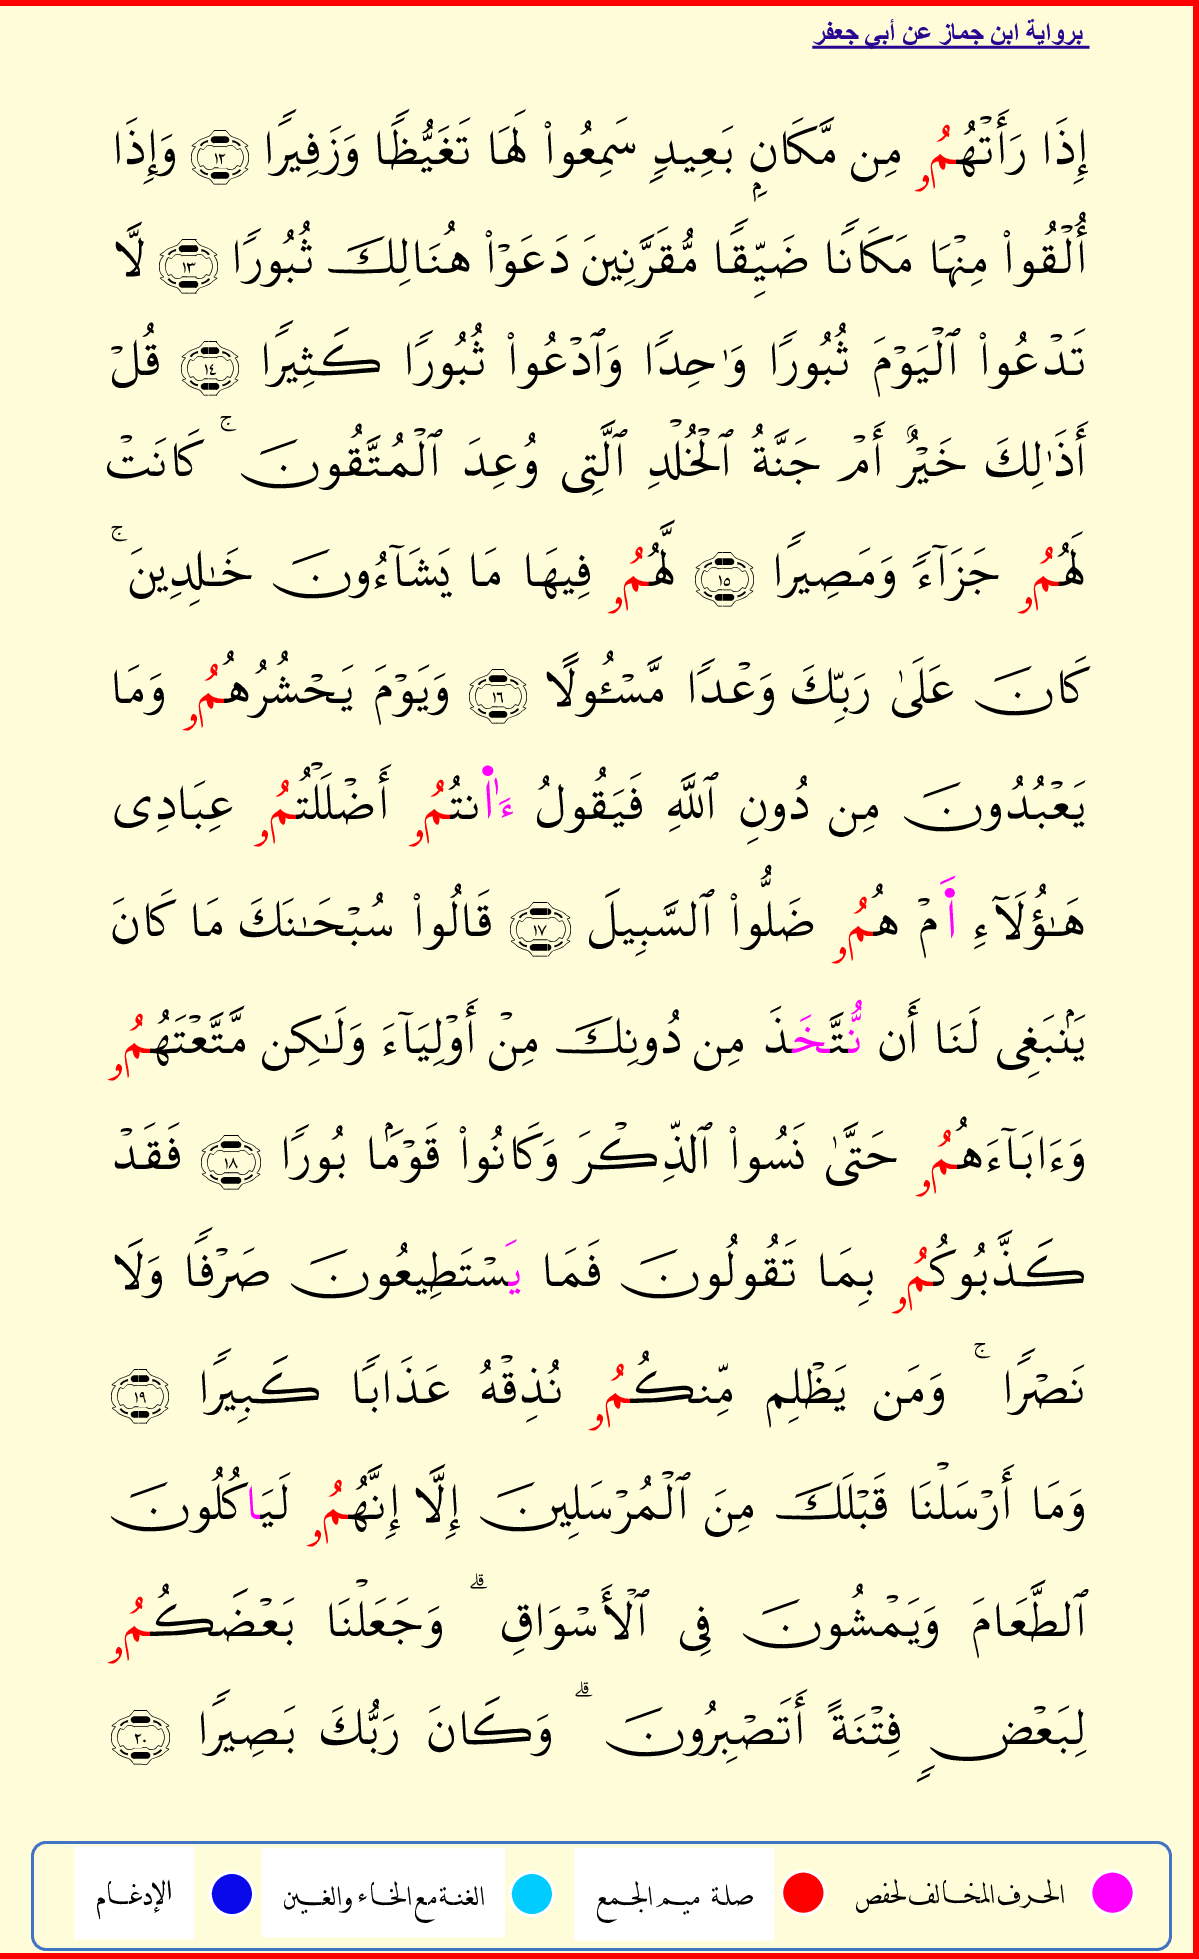 برواية ابن جماز عن أبي جعفر
إِذَا رَأَتْهُمُۥ مِن مَّكَانِۭ بَعِيدٖ سَمِعُوا۟ لَهَا تَغَيُّظًا وَزَفِيرًا ١٢ وَإِذَا
أُلْقُوا۟ مِنْهَا مَكَانًا ضَيِّقًا مُّقَرَّنِينَ دَعَوْا۟ هُنَالِكَ ثُبُورًا ١٣ لَّا
تَدْعُوا۟ ٱلْيَوْمَ ثُبُورًا وَٰحِدًا وَٱدْعُوا۟ ثُبُورًا كَثِيرًا ١٤ قُلْ
أَذَٰلِكَ خَيْرٌ أَمْ جَنَّةُ ٱلْخُلْدِ ٱلَّتِى وُعِدَ ٱلْمُتَّقُونَ ۚ كَانَتْ
لَهُمُۥ جَزَآءً وَمَصِيرًا ١٥ لَّهُمُۥ فِيهَا مَا يَشَآءُونَ خَـٰلِدِينَ ۚ
كَانَ عَلَىٰ رَبِّكَ وَعْدًا مَّسْـُٔولًا ١٦ وَيَوْمَ يَحْشُرُهُمُۥ وَمَا
يَعْبُدُونَ مِن دُونِ ٱللَّهِ فَيَقُولُ ءَا۬نتُمُۥ أَضْلَلْتُمُۥ عِبَادِى
هَـٰٓؤُلَآءِ أَمْ هُمُۥ ضَلُّوا۟ ٱلسَّبِيلَ ١٧ قَالُوا۟ سُبْحَـٰنَكَ مَا كَانَ
يَنۢبَغِى لَنَا أَن نُّتَّخَذَ مِن دُونِكَ مِنْ أَوْلِيَآءَ وَلَـٰكِن مَّتَّعْتَهُمُۥ
وَءَابَآءَهُمُۥ حَتَّىٰ نَسُوا۟ ٱلذِّكْرَ وَكَانُوا۟ قَوْمَۢا بُورًا ١٨ فَقَدْ
كَذَّبُوكُمُۥ بِمَا تَقُولُونَ فَمَا يَسْتَطِيعُونَ صَرْفًا وَلَا
نَصْرًا ۚ وَمَن يَظْلِم مِّنكُمُۥ نُذِقْهُ عَذَابًا كَبِيرًا ١٩
وَمَا أَرْسَلْنَا قَبْلَكَ مِنَ ٱلْمُرْسَلِينَ إِلَّا إِنَّهُمُۥ لَيَاكُلُونَ
ٱلطَّعَامَ وَيَمْشُونَ فِى ٱلْأَسْوَاقِ ۗ وَجَعَلْنَا بَعْضَكُمُۥ
لِبَعْضٍ فِتْنَةً أَتَصْبِرُونَ ۗ وَكَانَ رَبُّكَ بَصِيرًا ٢٠
الحرف المخالف لحفص صلة ميم الجمع الغنة مع الخاء والغين الإدغام